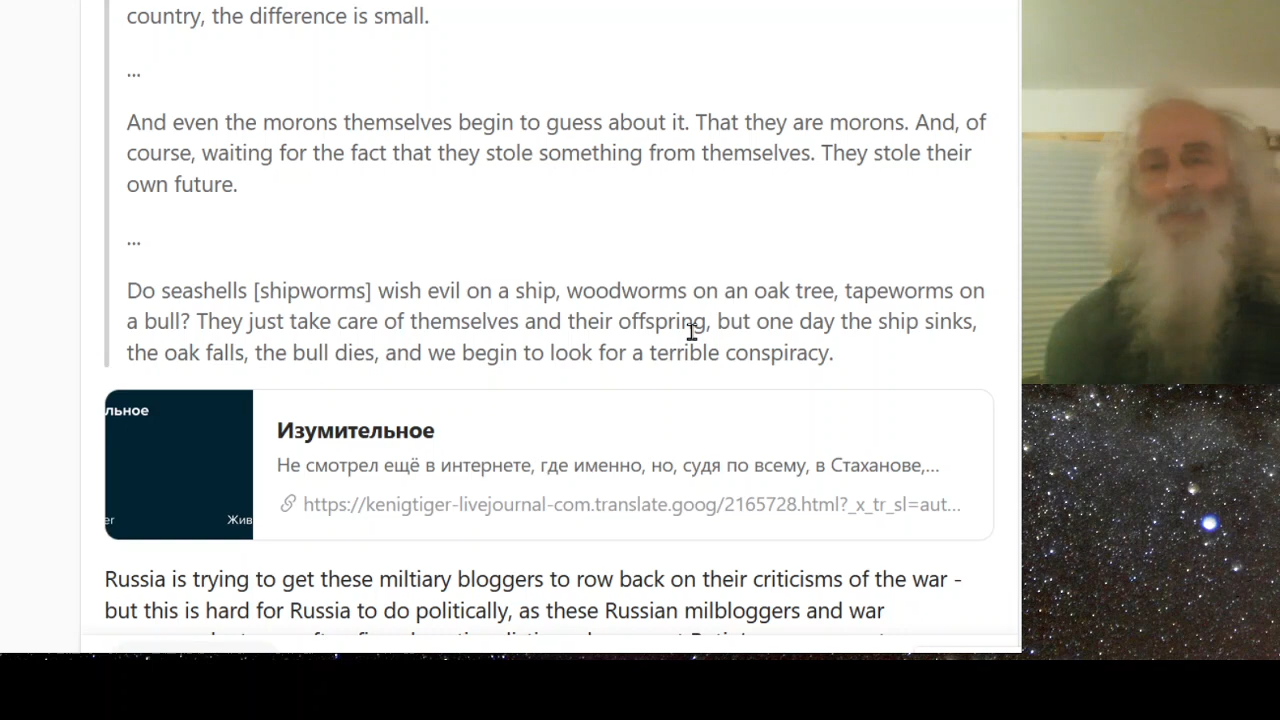 country, the difference is small.
...
And even the morons themselves begin to guess about it. That they are morons. And, of
course, waiting for the fact that they stole something from themselves. They stole their
own future.
...
Do seashells [shipworms] wish evil on a ship, woodworms on an oak tree, tapeworms on
a bull? They just take care of themselves and their offspring, but one day the ship sinks,
the oak falls, the bull dies, and we begin to look for a terrible conspiracy.
льное
Изумительное
Не смотрел ещё в интернете, где именно, но, судя по всему, в Стаханове,...
https://kenigtiger-livejournal-com.translate.goog/2165728.html?_x_tr_sl=aut...
er
Жив
Russia is trying to get these miltiary bloggers to row back on their criticisms of the war -
but this is hard for Russia to do politically, as these Russian milbloggers and war